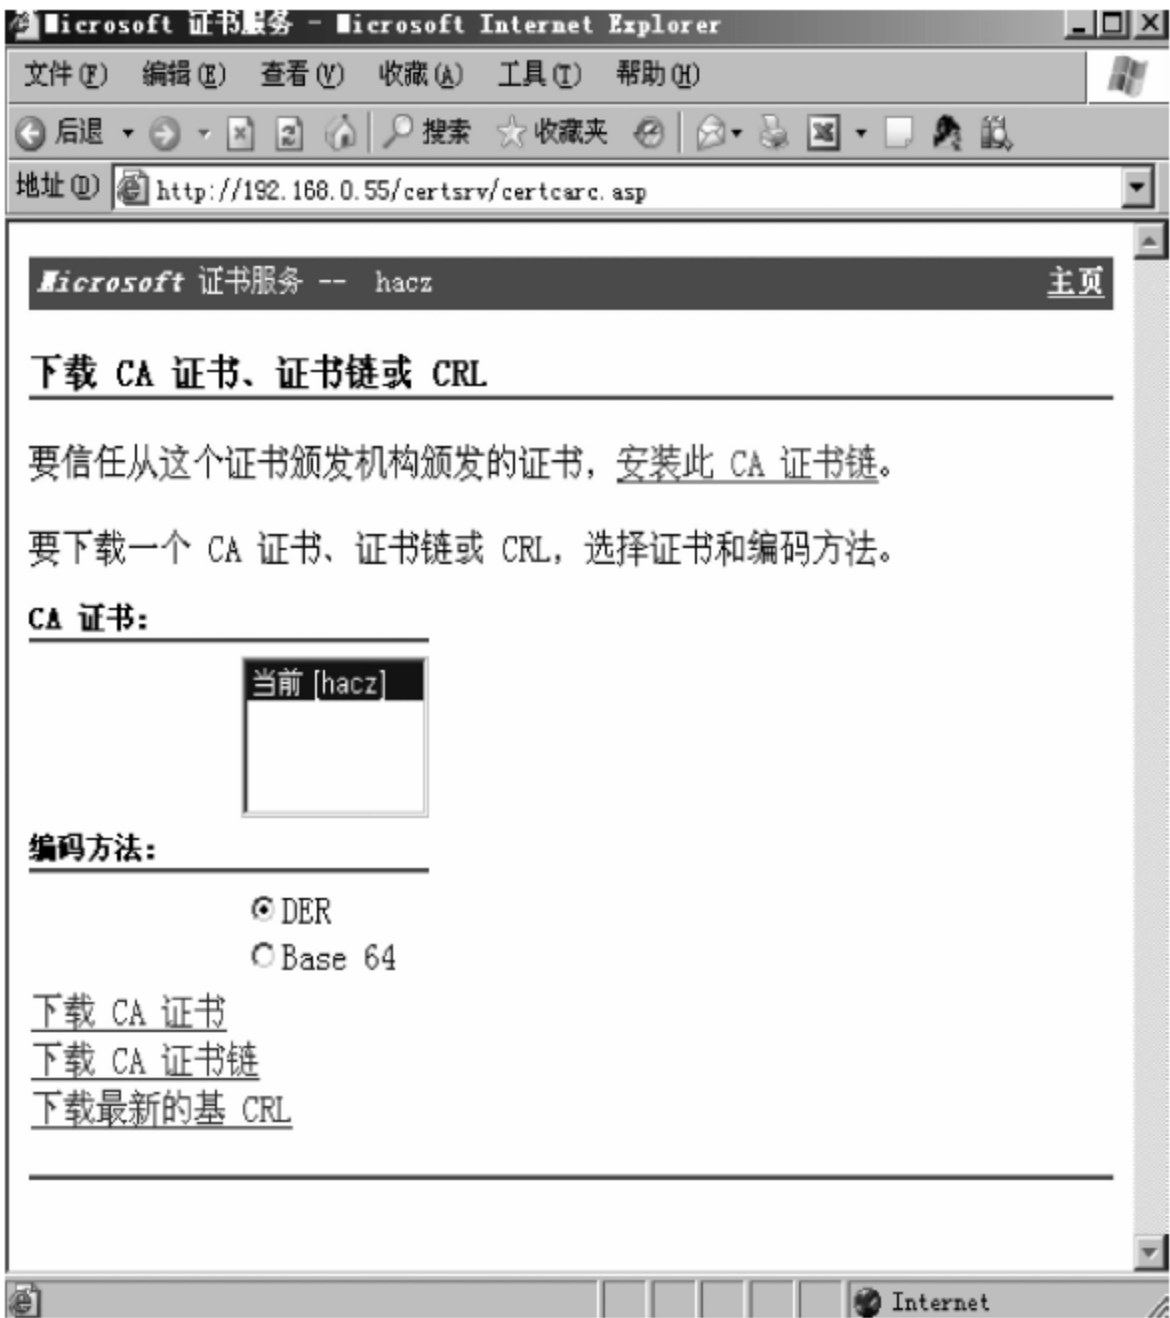 Microsoft 证书服务 - Microsoft Internet Explorer
文件(F) 编辑(E) 查看(V) 收藏(A) 工具(T) 帮助(H)
后退 搜索 收藏夹
地址(D) http://192.168.0.55/certsrv/certcarc.asp
Microsoft 证书服务 -- hacz 主页
下载 CA 证书、证书链或 CRL
要信任从这个证书颁发机构颁发的证书，安装此 CA 证书链。
要下载一个 CA 证书、证书链或 CRL，选择证书和编码方法。
CA 证书：
当前 [hacz]
编码方法：
DER
Base 64
下载 CA 证书
下载 CA 证书链
下载最新的基 CRL
Internet